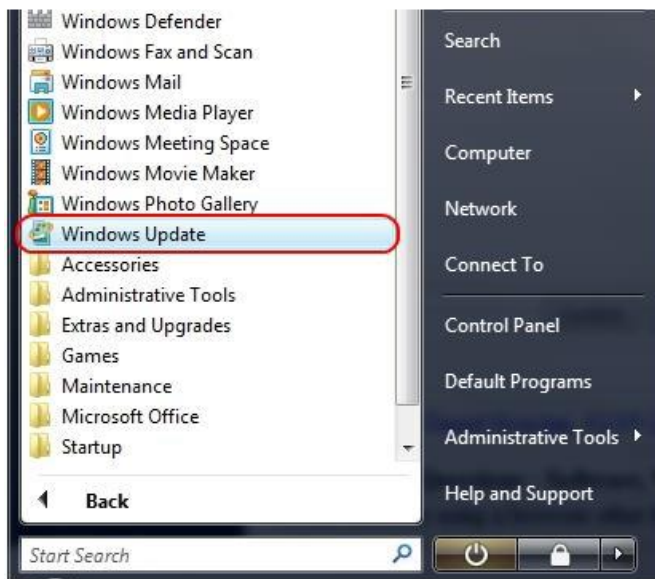 Windows Defender
Windows Fax and Scan
Windows Mail
Windows Media Player
Windows Meeting Space
Windows Movie Maker
Windows Photo Gallery
Windows Update
Accessories
Administrative Tools
Extras and Upgrades
Games
Maintenance
Microsoft Office
Startup
Back
Start Search
Search
Recent Items
Computer
Network
Connect To
Control Panel
Default Programs
Administrative Tools
Help and Support